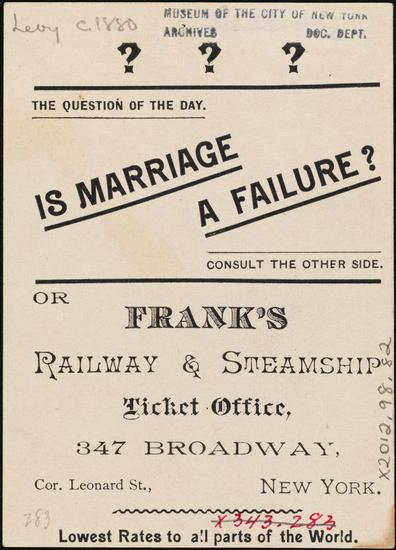 Levy c.1880
MUSEUM OF THE CITY OF NEW YORK
ARCHIVES DOC. DEPT.
? ? ?
THE QUESTION OF THE DAY.
IS MARRIAGE
A FAILURE?
CONSULT THE OTHER SIDE.
OR
FRANK'S
RAILWAY & STEAMSHIP
Ticket Office,
347 BROADWAY,
Cor. Leonard St., NEW YORK.
X2012.98.82
283
X343.283
Lowest Rates to all parts of the World.